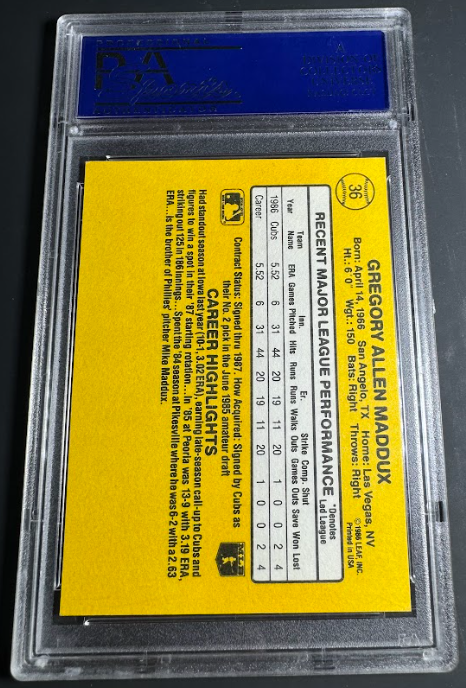 PSA
36
GREGORY ALLEN MADDUX
Born: April 14, 1966 San Angelo, TX Home: Las Vegas, NV
Ht.: 6' 0" Wgt.: 150 Bats: Right Throws: Right
©1986 LEAF, INC.
Printed in USA
RECENT MAJOR LEAGUE PERFORMANCE *Denotes Led League
Team Inn. Er. Strike Comp. Shut
Year Name ERA Games Pitched Hits Runs Runs Walks Outs Games Outs Save Won Lost
1986 Cubs 5.52 6 31 44 20 19 11 20 1 0 0 2 4
Career 5.52 6 31 44 20 19 11 20 1 0 0 2 4
Contract Status: Signed thru 1987; How Acquired: Signed by Cubs as
their No. 2 pick in the June 1985 amateur draft
CAREER HIGHLIGHTS
Had standout season at Iowa last year (10-1, 3.02 ERA), earning late-season call-up to Cubs and
figures to win a spot in their '87 starting rotation...In '85 at Peoria was 13-9 with 3.19 ERA,
striking out 125 in 186 innings...Spent the '84 season at Pikesville where he was 6-2 with a 2.63
ERA...Is the brother of Phillies' pitcher Mike Maddux.